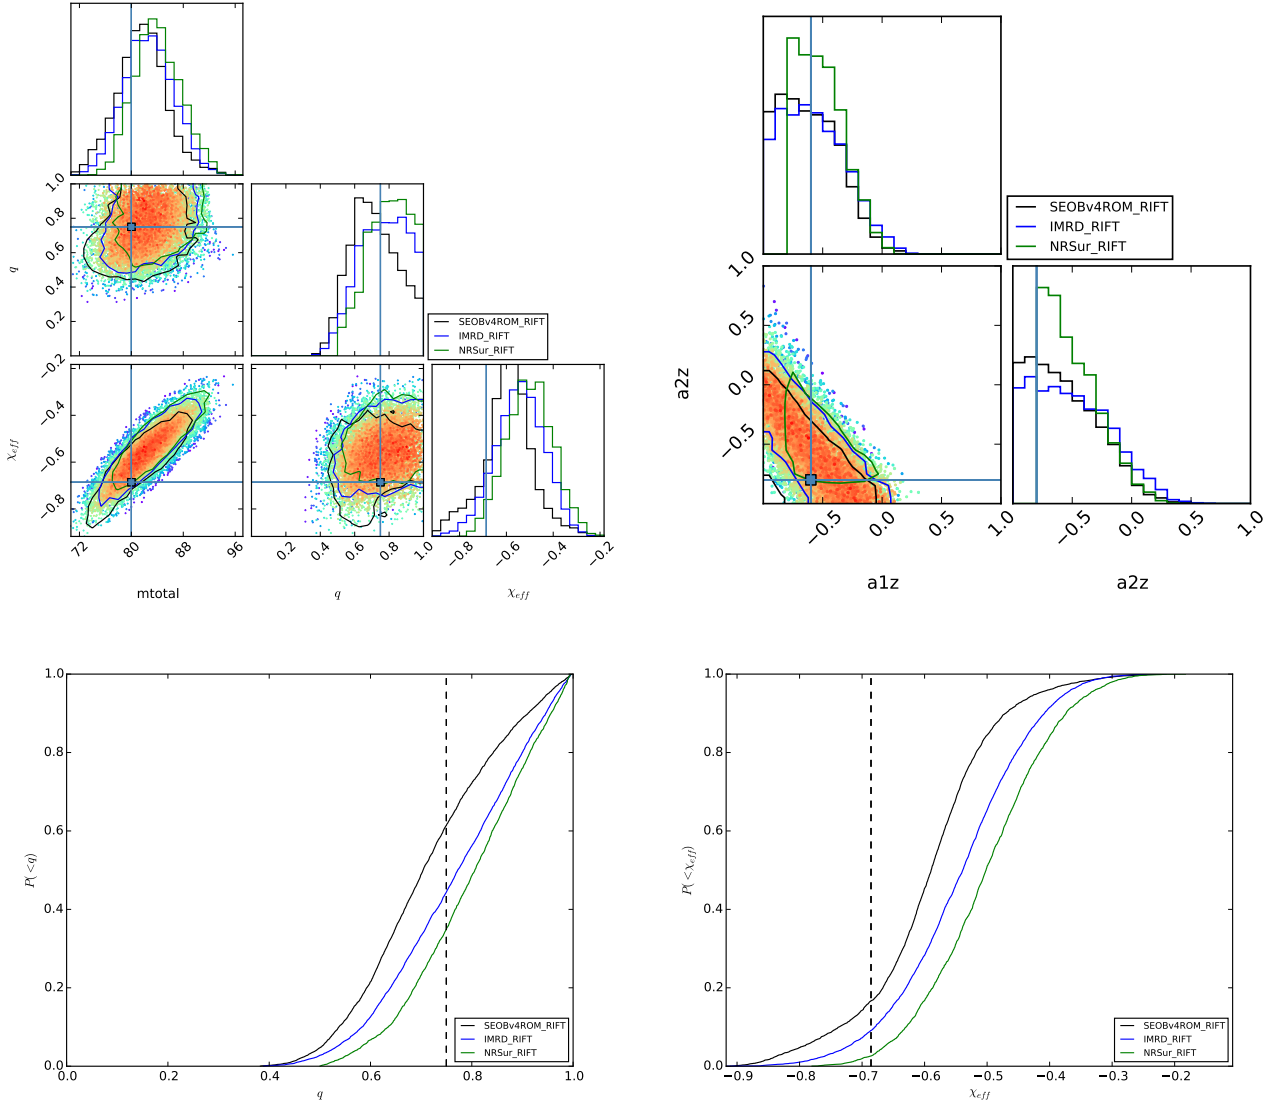 1.0
0.8
0.6
0.4
0.2
q
−0.2
−0.4
−0.6
−0.8
χeff
72
80
88
96
mtotal
0.2
0.4
0.6
0.8
1.0
q
−0.8
−0.6
−0.4
−0.2
χeff
SEOBv4ROM_RIFT
IMRD_RIFT
NRSur_RIFT
1.0
0.5
0.0
−0.5
a2z
−0.5
0.0
0.5
1.0
a1z
−0.5
0.0
0.5
1.0
a2z
SEOBv4ROM_RIFT
IMRD_RIFT
NRSur_RIFT
1.0
0.8
0.6
0.4
0.2
0.0
P(<q)
0.0
0.2
0.4
0.6
0.8
1.0
q
SEOBv4ROM_RIFT
IMRD_RIFT
NRSur_RIFT
1.0
0.8
0.6
0.4
0.2
0.0
P(<χeff)
−0.9
−0.8
−0.7
−0.6
−0.5
−0.4
−0.3
−0.2
χeff
SEOBv4ROM_RIFT
IMRD_RIFT
NRSur_RIFT